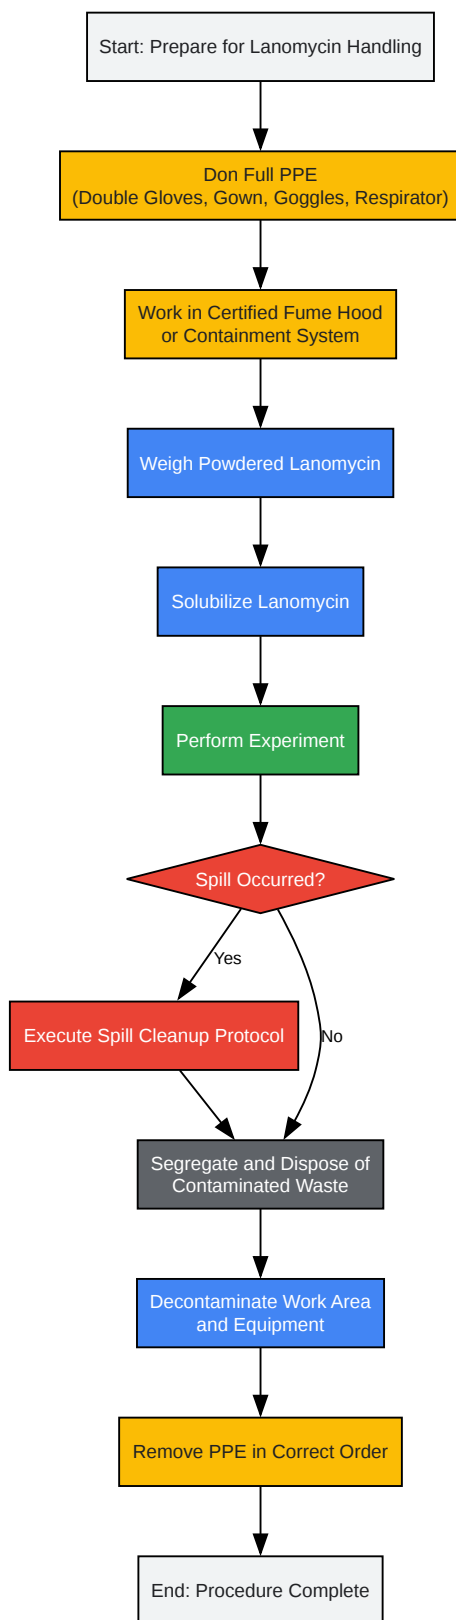 Start: Prepare for Lanomycin Handling
Don Full PPE
(Double Gloves, Gown, Goggles, Respirator)
Work in Certified Fume Hood
or Containment System
Weigh Powdered Lanomycin
Solubilize Lanomycin
Perform Experiment
Spill Occurred?
Yes
Execute Spill Cleanup Protocol
No
Segregate and Dispose of
Contaminated Waste
Decontaminate Work Area
and Equipment
Remove PPE in Correct Order
End: Procedure Complete